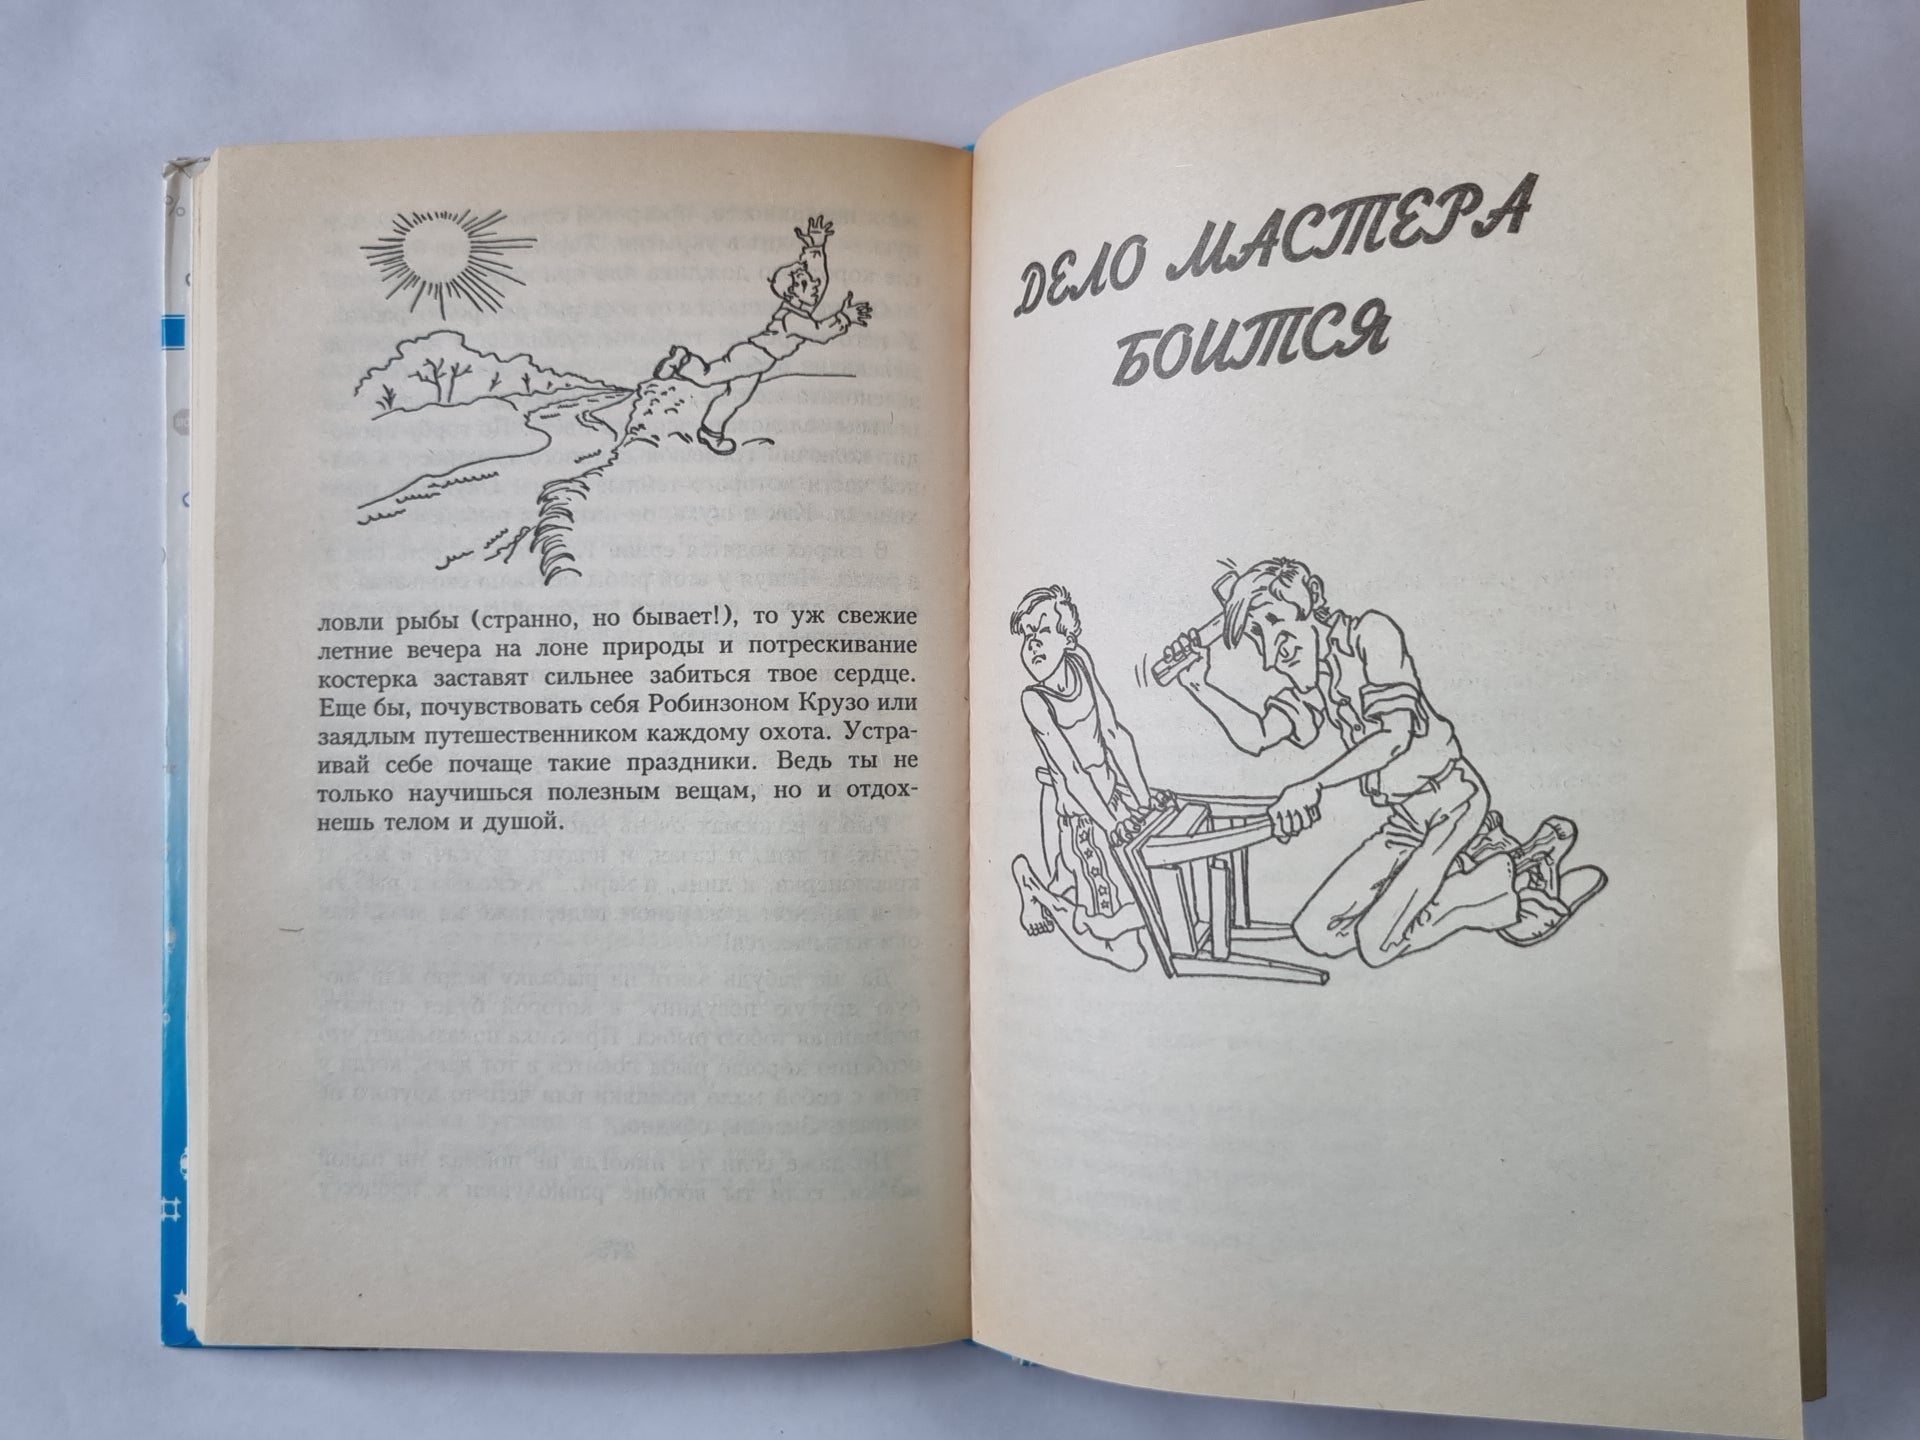 ловли рыбы (странно, но бывает!), то уж свежие
летние вечера на лоне природы и потрескивание
костерка заставят сильнее забиться твое сердце.
Еще бы, почувствовать себя Робинзоном Крузо или
заядлым путешественником каждому охота. Устра-
ивай себе почаще такие праздники. Ведь ты не
только научишься полезным вещам, но и отдох-
нешь телом и душой.
ДЕЛО МАСТЕРА
БОИТСЯ